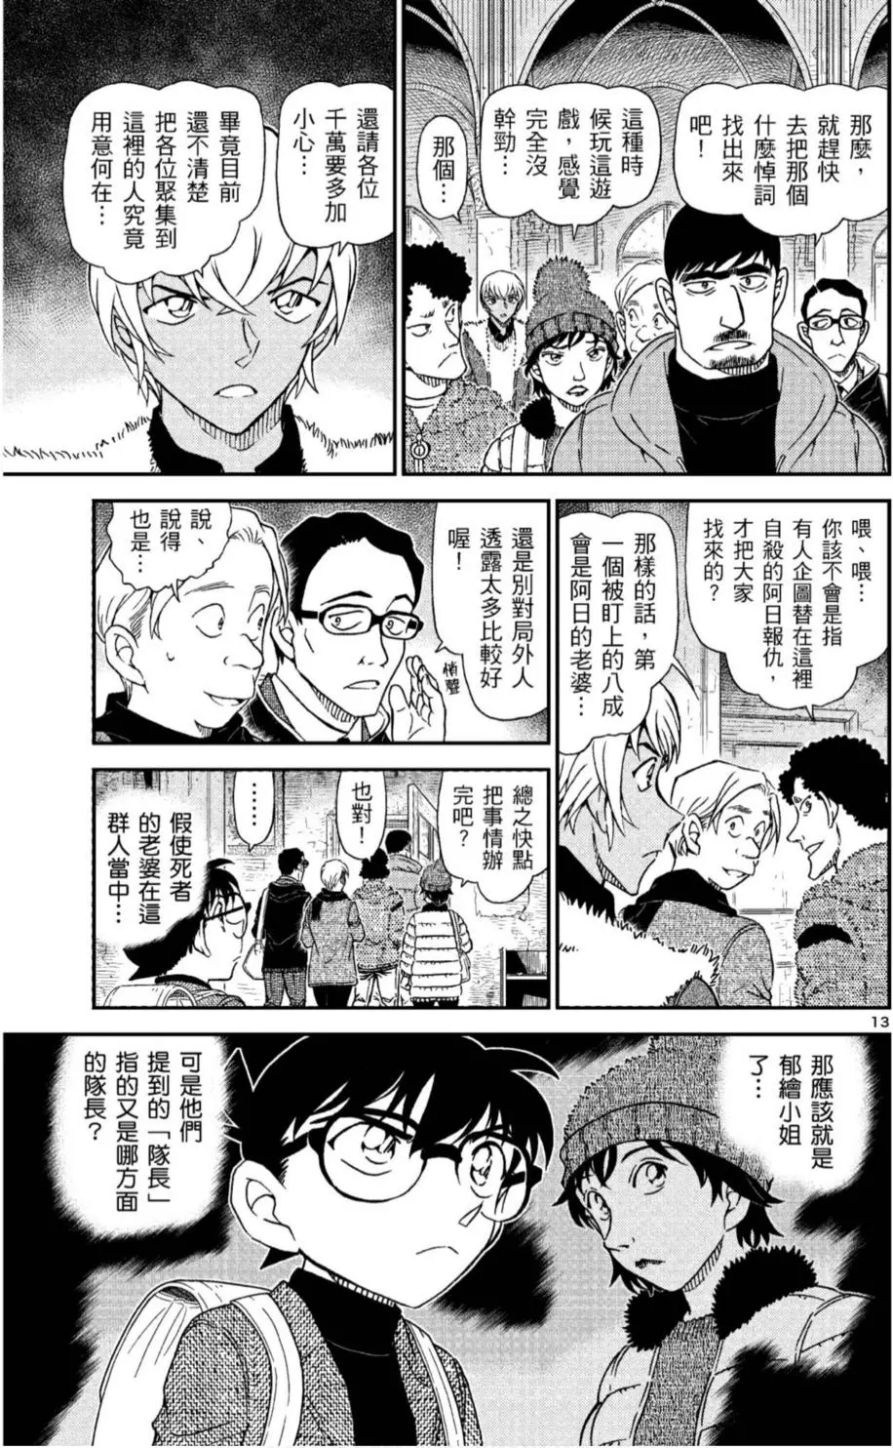 那麼，
就趕快
去把那個
什麼悼詞
找出來
吧！
這種時
候玩這遊
戲，感覺
完全沒
幹勁…
那個…
還請各位
千萬要多加
小心…
畢竟目前
還不清楚
把各位聚集到
這裡的人究竟
用意何在…
喂、喂…
你該不會是指
有人企圖替在這裡
自殺的阿日報仇，
才把大家
找來的？
那樣的話，第
一個被盯上的八成
會是阿日的老婆…
還是別對局外人
透露太多比較好
喔！
悄聲
說、
說得
也是…
總之快點
把事情辦
完吧？
也對！
……
假使死者
的老婆在這
群人當中…
13
那應該就是
郁繪小姐
了…
可是他們
提到的「隊長」
指的又是哪方面
的隊長？